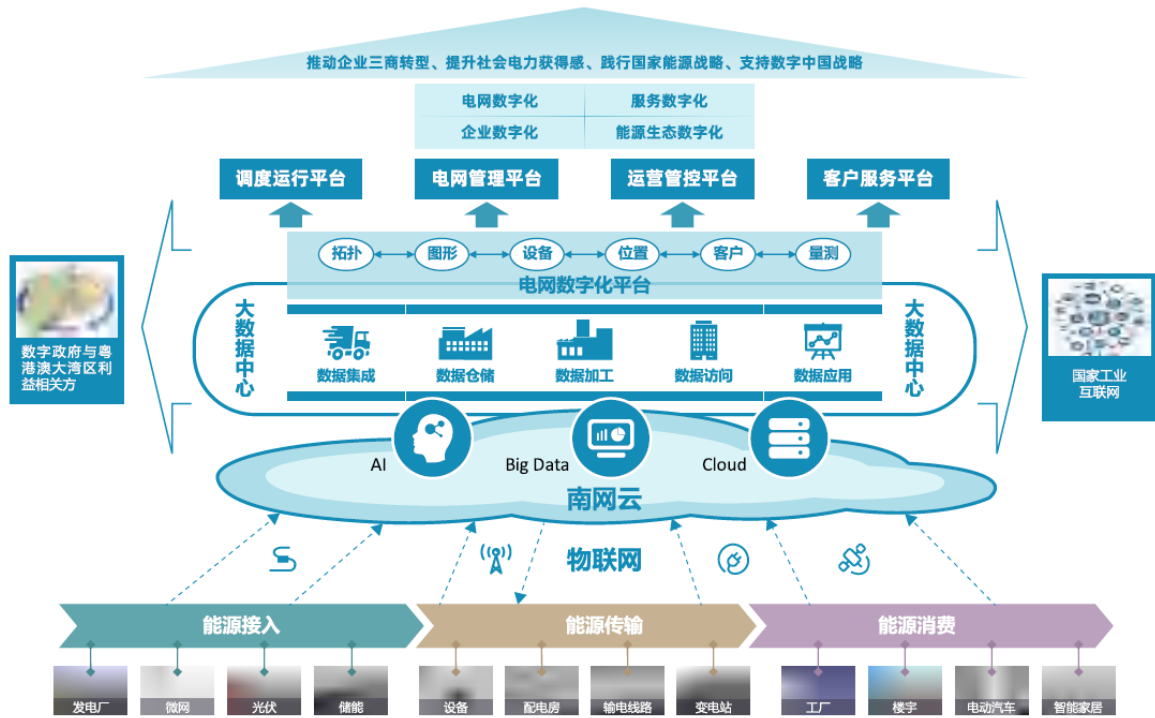 推动企业三商转型、提升社会电力获得感、践行国家能源战略、支持数字中国战略
电网数字化
服务数字化
企业数字化
能源生态数字化
调度运行平台
电网管理平台
运营管控平台
客户服务平台
拓扑
图形
设备
位置
客户
量测
电网数字化平台
数字政府与粤
港澳大湾区利
益相关方
大数据中心
数据集成
数据仓储
数据加工
数据访问
数据应用
大数据中心
国家工业
互联网
AI
Big Data
Cloud
南网云
物联网
能源接入
能源传输
能源消费
发电厂
微网
光伏
储能
设备
配电房
输电线路
变电站
工厂
楼宇
电动汽车
智能家居